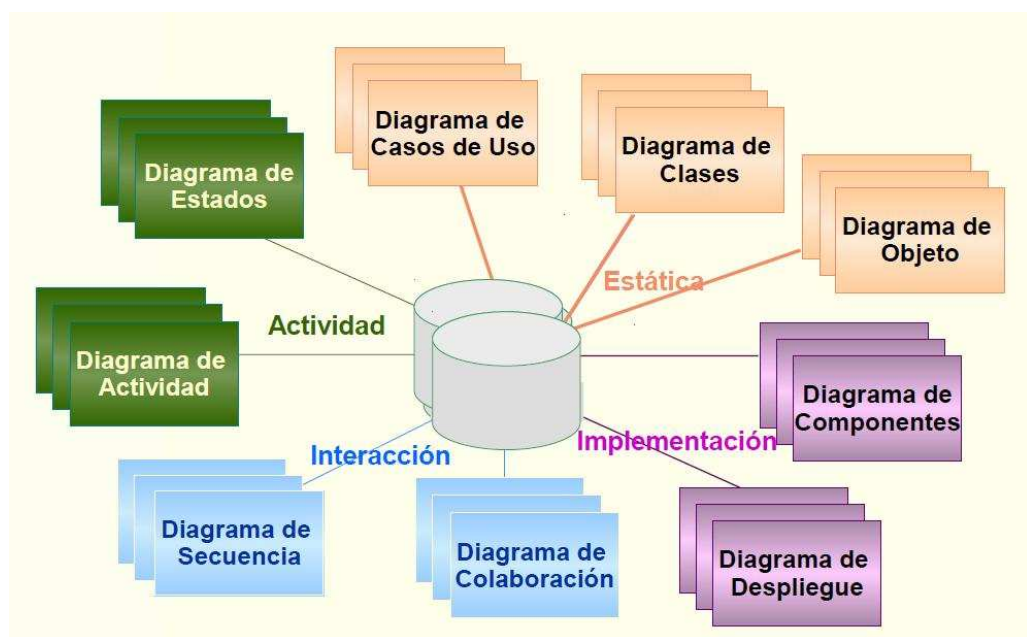 Diagrama de
Casos de Uso
Diagrama de
Clases
Diagrama de
Estados
Diagrama de
Objeto
Estática
Actividad
Diagrama de
Actividad
Diagrama de
Componentes
Interacción
Implementación
Diagrama de
Secuencia
Diagrama de
Colaboración
Diagrama de
Despliegue